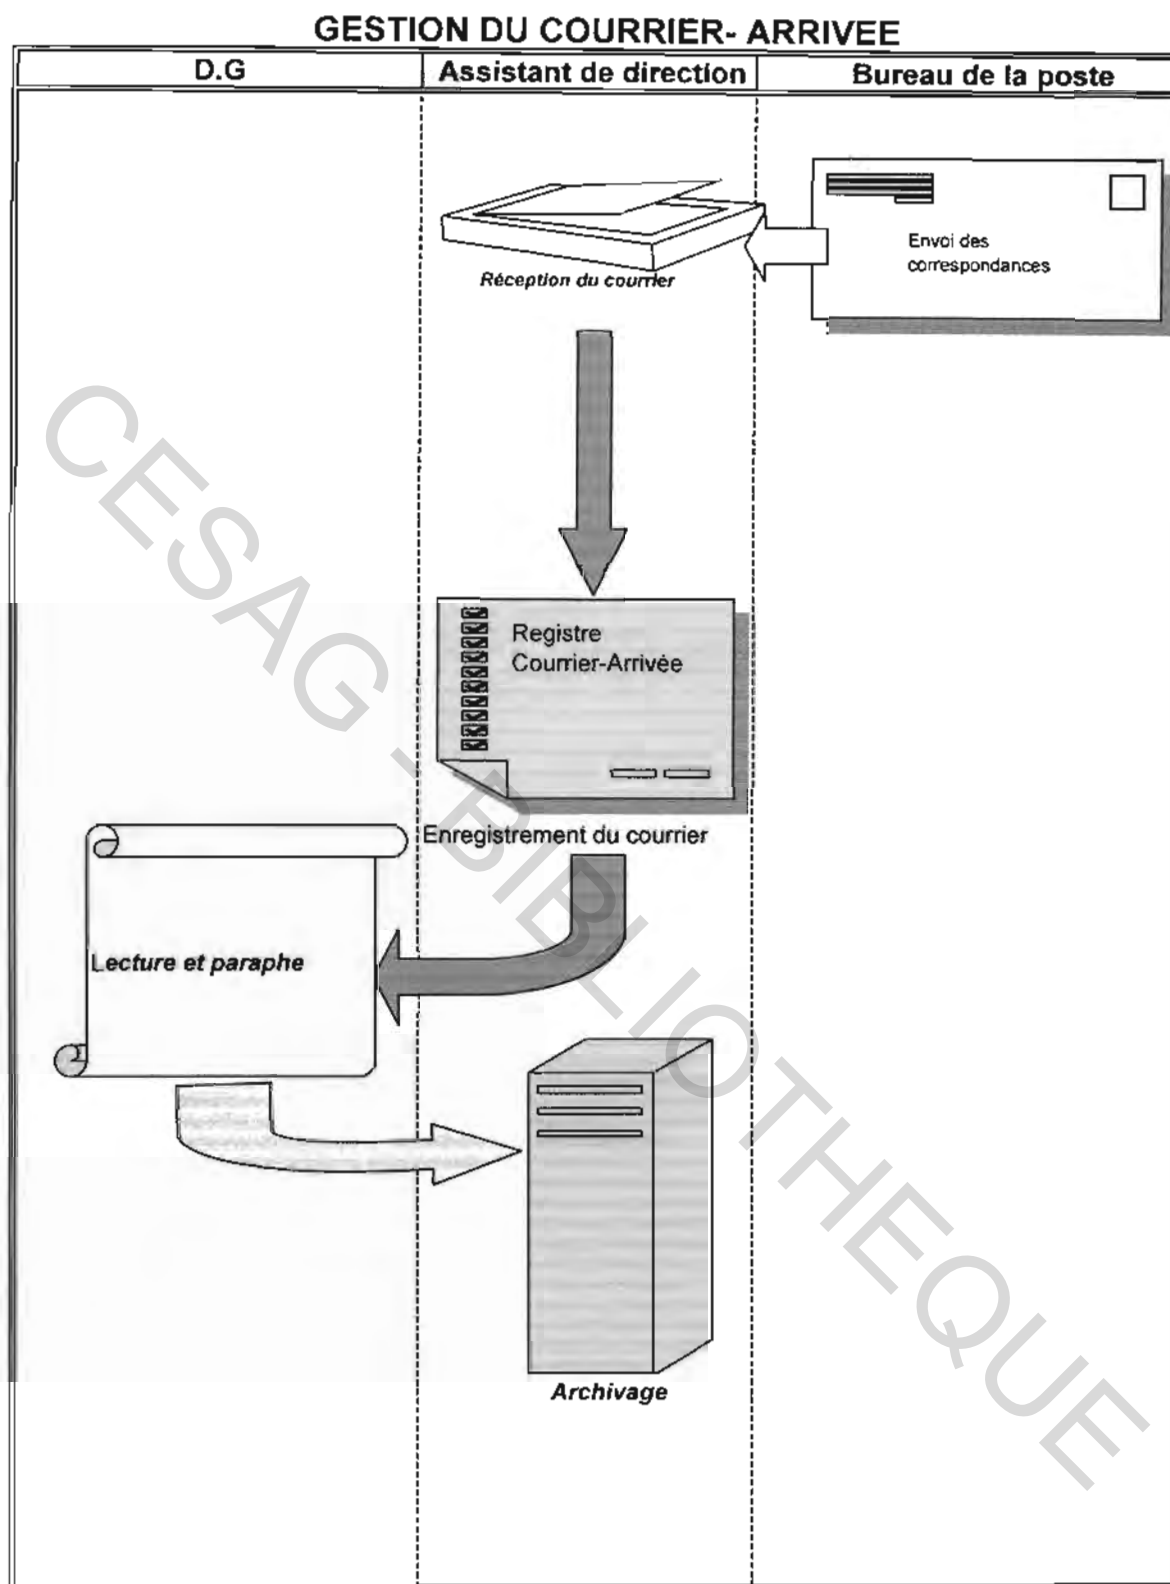 GESTION DU COURRIER- ARRIVEE
D.G
Assistant de direction
Bureau de la poste
Envoi des
correspondances
Réception du courrier
Registre
Courrier-Arrivée
Enregistrement du courrier
Lecture et paraphe
Archivage
CESAG - BIBLIOTHEQUE